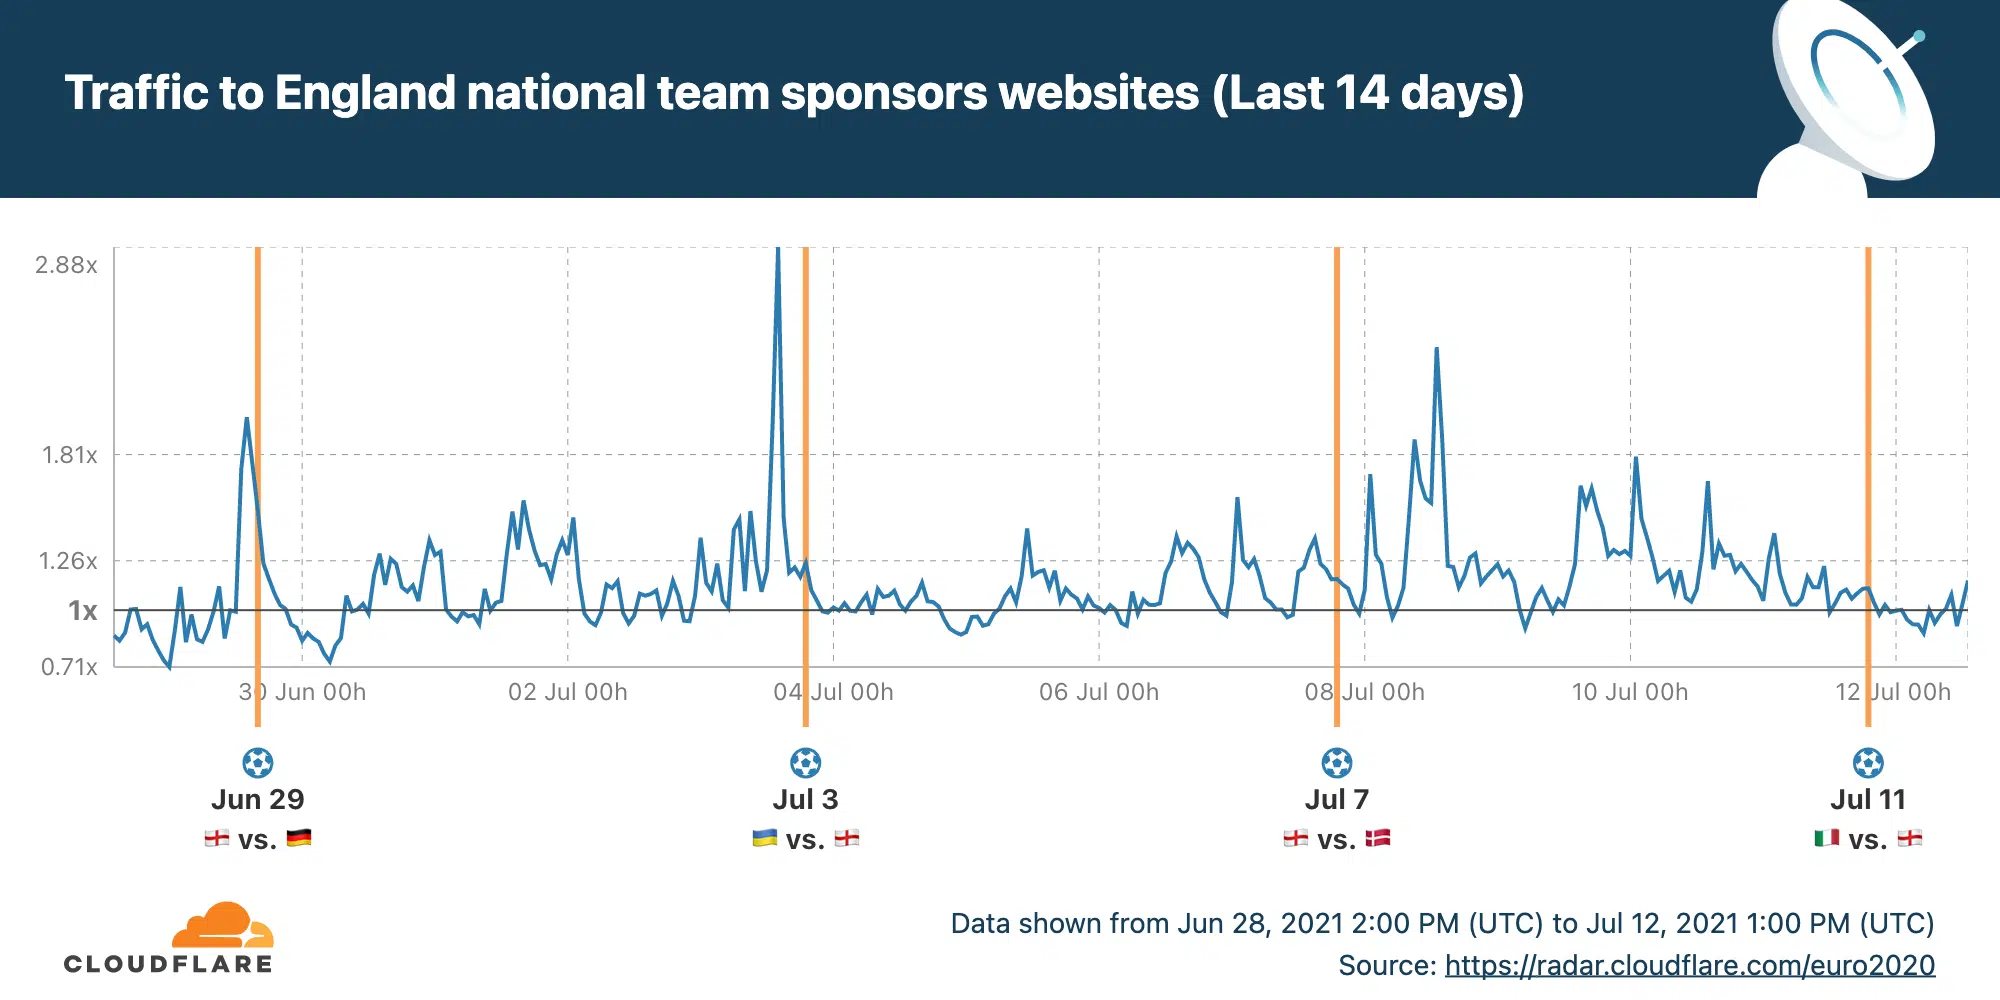 Traffic to England national team sponsors websites (Last 14 days)
2.88x
1.81x
1.26x
1x
0.71x
30 Jun 00h 02 Jul 00h 04 Jul 00h 06 Jul 00h 08 Jul 00h 10 Jul 00h 12 Jul 00h
Jun 29 Jul 3 Jul 7 Jul 11
vs. vs. vs. vs.
CLOUDFLARE
Data shown from Jun 28, 2021 2:00 PM (UTC) to Jul 12, 2021 1:00 PM (UTC)
Source: https://radar.cloudflare.com/euro2020